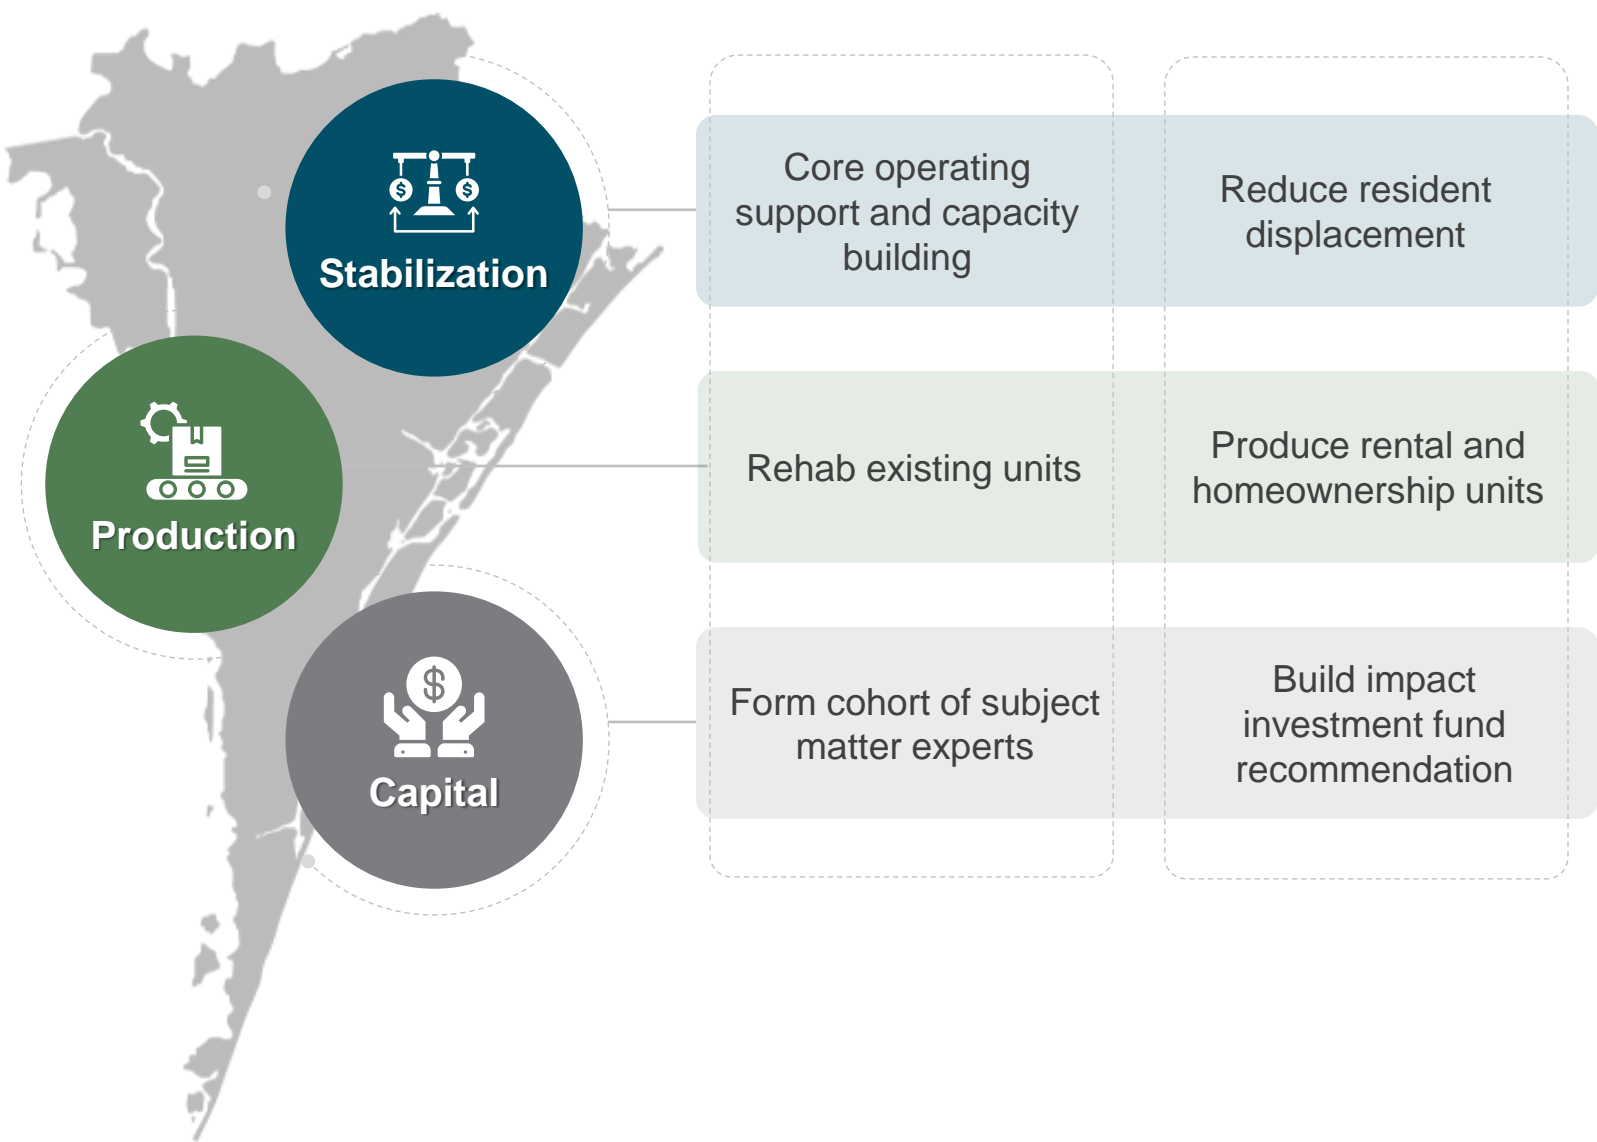 Stabilization
Core operating
support and capacity
building
Reduce resident
displacement
Production
Rehab existing units
Produce rental and
homeownership units
Capital
Form cohort of subject
matter experts
Build impact
investment fund
recommendation